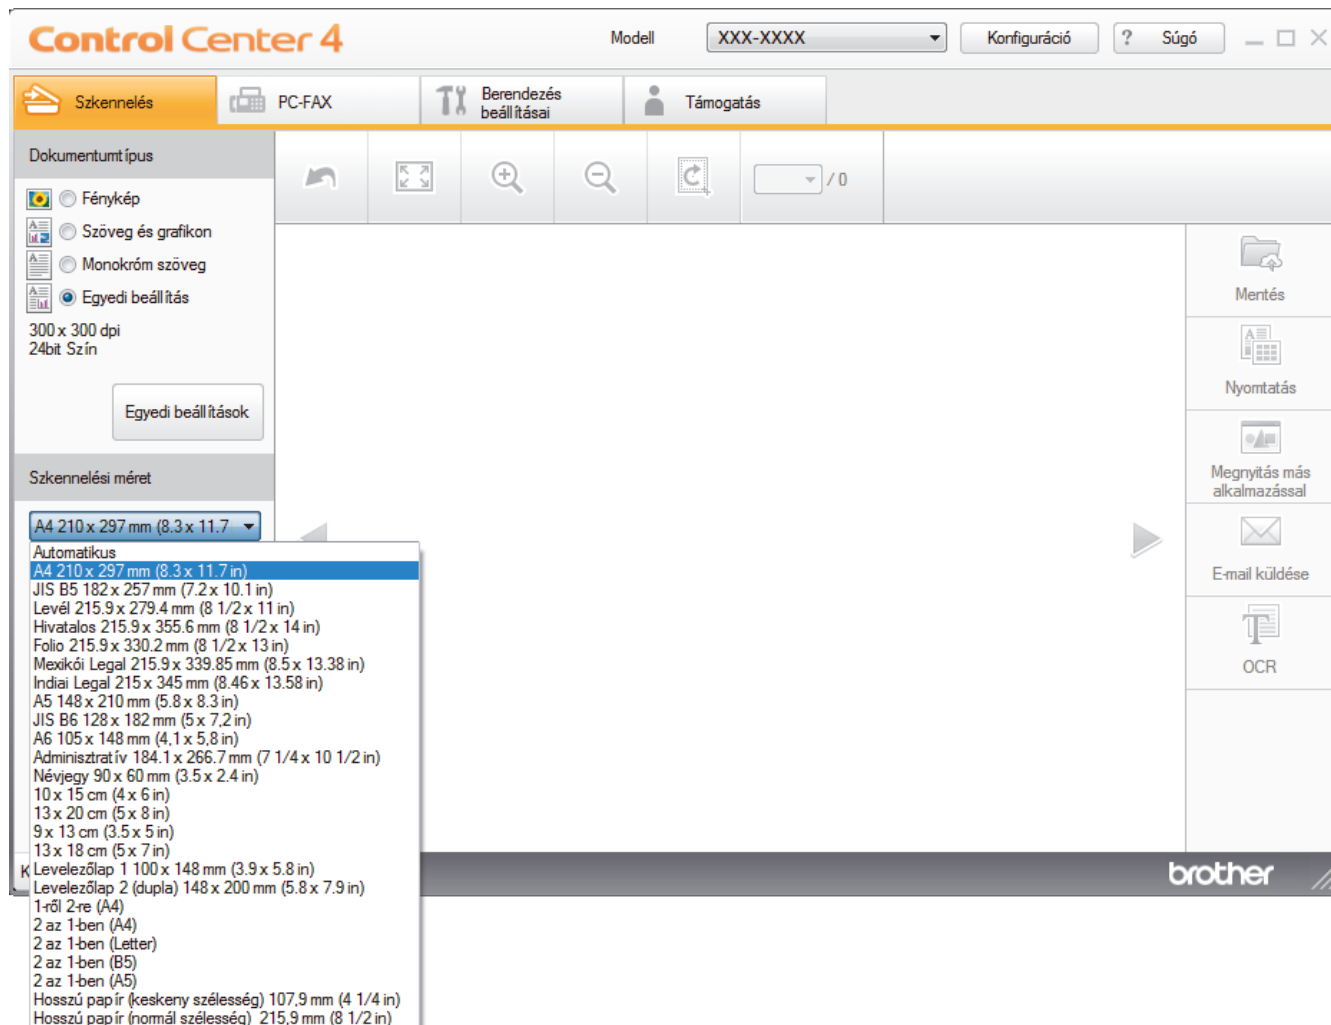 Control Center 4
Modell
XXX-XXXX
Konfiguráció
? Súgó
Szkennelés
PC-FAX
Berendezés
beállításai
Támogatás
Dokumentumtípus
/ 0
Fénykép
Szöveg és grafikon
Monokróm szöveg
Egyedi beállítás
300 x 300 dpi
24bit Szín
Egyedi beállítások
Szkennelési méret
A4 210 x 297 mm (8.3 x 11.7
Automatikus
A4 210 x 297 mm (8.3 x 11.7 in)
JIS B5 182 x 257 mm (7.2 x 10.1 in)
Levél 215.9 x 279.4 mm (8 1/2 x 11 in)
Hivatalos 215.9 x 355.6 mm (8 1/2 x 14 in)
Folio 215.9 x 330.2 mm (8 1/2 x 13 in)
Mexikói Legal 215.9 x 339.85 mm (8.5 x 13.38 in)
Indiai Legal 215 x 345 mm (8.46 x 13.58 in)
A5 148 x 210 mm (5.8 x 8.3 in)
JIS B6 128 x 182 mm (5 x 7,2 in)
A6 105 x 148 mm (4,1 x 5,8 in)
Adminisztratív 184.1 x 266.7 mm (7 1/4 x 10 1/2 in)
Névjegy 90 x 60 mm (3.5 x 2.4 in)
10 x 15 cm (4 x 6 in)
13 x 20 cm (5 x 8 in)
9 x 13 cm (3.5 x 5 in)
13 x 18 cm (5 x 7 in)
K
Levelezőlap 1 100 x 148 mm (3.9 x 5.8 in)
Levelezőlap 2 (dupla) 148 x 200 mm (5.8 x 7.9 in)
1-ről 2-re (A4)
2 az 1-ben (A4)
2 az 1-ben (Letter)
2 az 1-ben (B5)
2 az 1-ben (A5)
Hosszú papír (keskeny szélesség) 107,9 mm (4 1/4 in)
Hosszú papír (normál szélesség) 215,9 mm (8 1/2 in)
Mentés
Nyomtatás
Megnyitás más
alkalmazással
E-mail küldése
OCR
brother